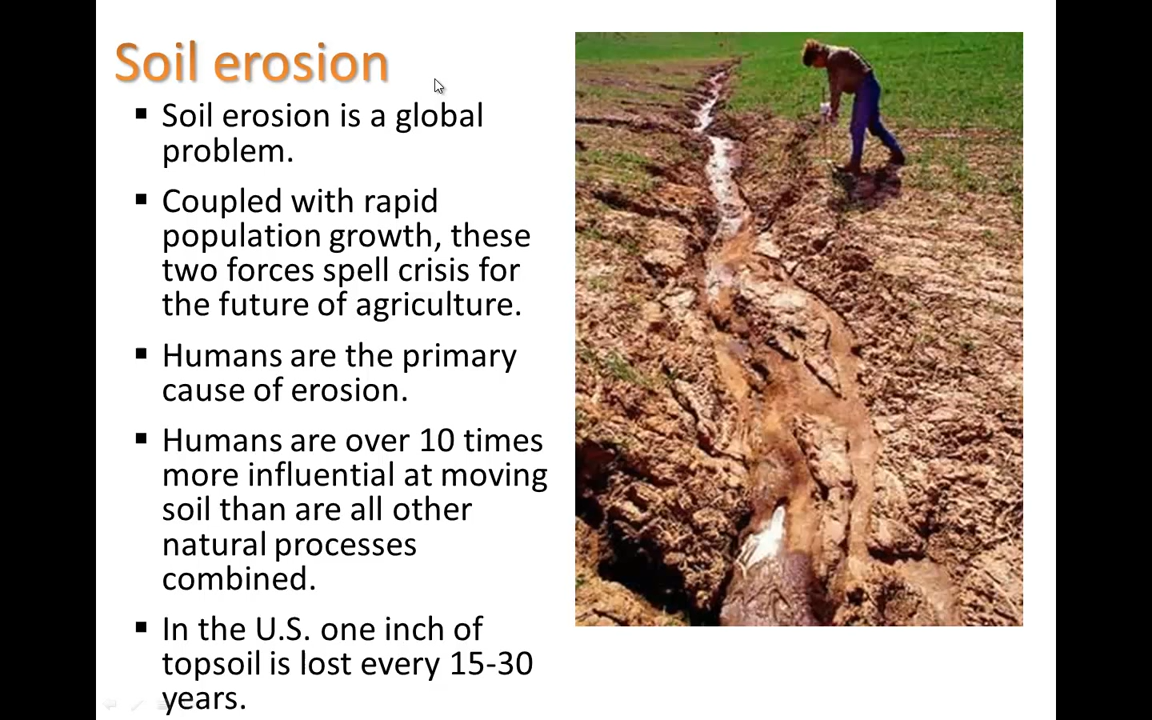 Soil erosion
▪ Soil erosion is a global
problem.
▪ Coupled with rapid
population growth, these
two forces spell crisis for
the future of agriculture.
▪ Humans are the primary
cause of erosion.
▪ Humans are over 10 times
more influential at moving
soil than are all other
natural processes
combined.
▪ In the U.S. one inch of
topsoil is lost every 15-30
years.